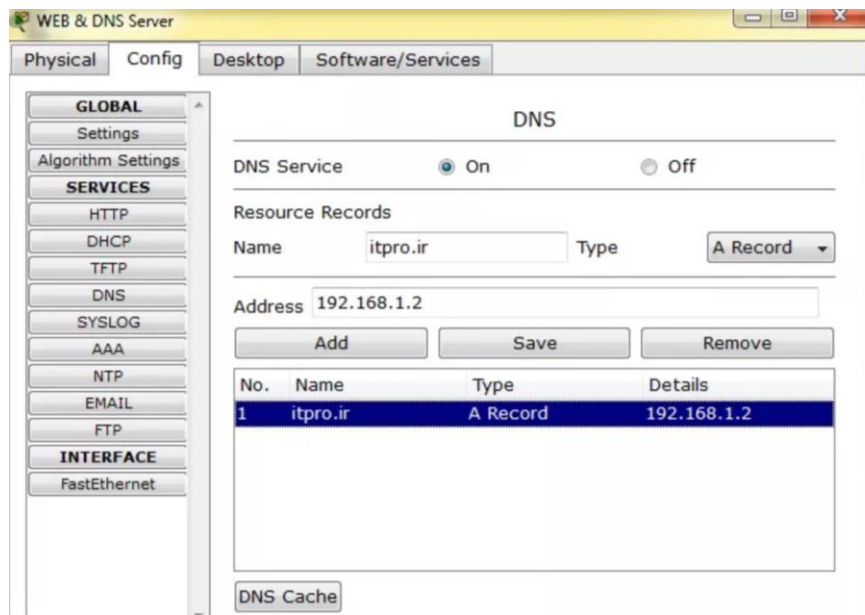 WEB & DNS Server
Physical Config Desktop Software/Services
GLOBAL
Settings
Algorithm Settings
SERVICES
HTTP
DHCP
TFTP
DNS
SYSLOG
AAA
NTP
EMAIL
FTP
INTERFACE
FastEthernet
DNS
DNS Service On Off
Resource Records
Name itpro.ir Type A Record
Address 192.168.1.2
Add Save Remove
No. Name Type Details
1 itpro.ir A Record 192.168.1.2
DNS Cache